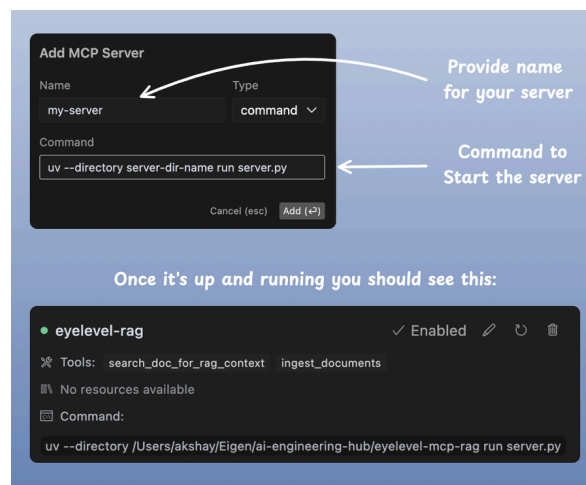 Add MCP Server
Name
Type
my-server
command
Provide name
for your server
Command
uv --directory server-dir-name run server.py
Command to
Start the server
Cancel (esc)
Add (⏎)
Once it's up and running you should see this:
eyelevel-rag
Enabled
Tools: search_doc_for_rag_context ingest_documents
No resources available
Command:
uv --directory /Users/akshay/Eigen/ai-engineering-hub/eyelevel-mcp-rag run server.py